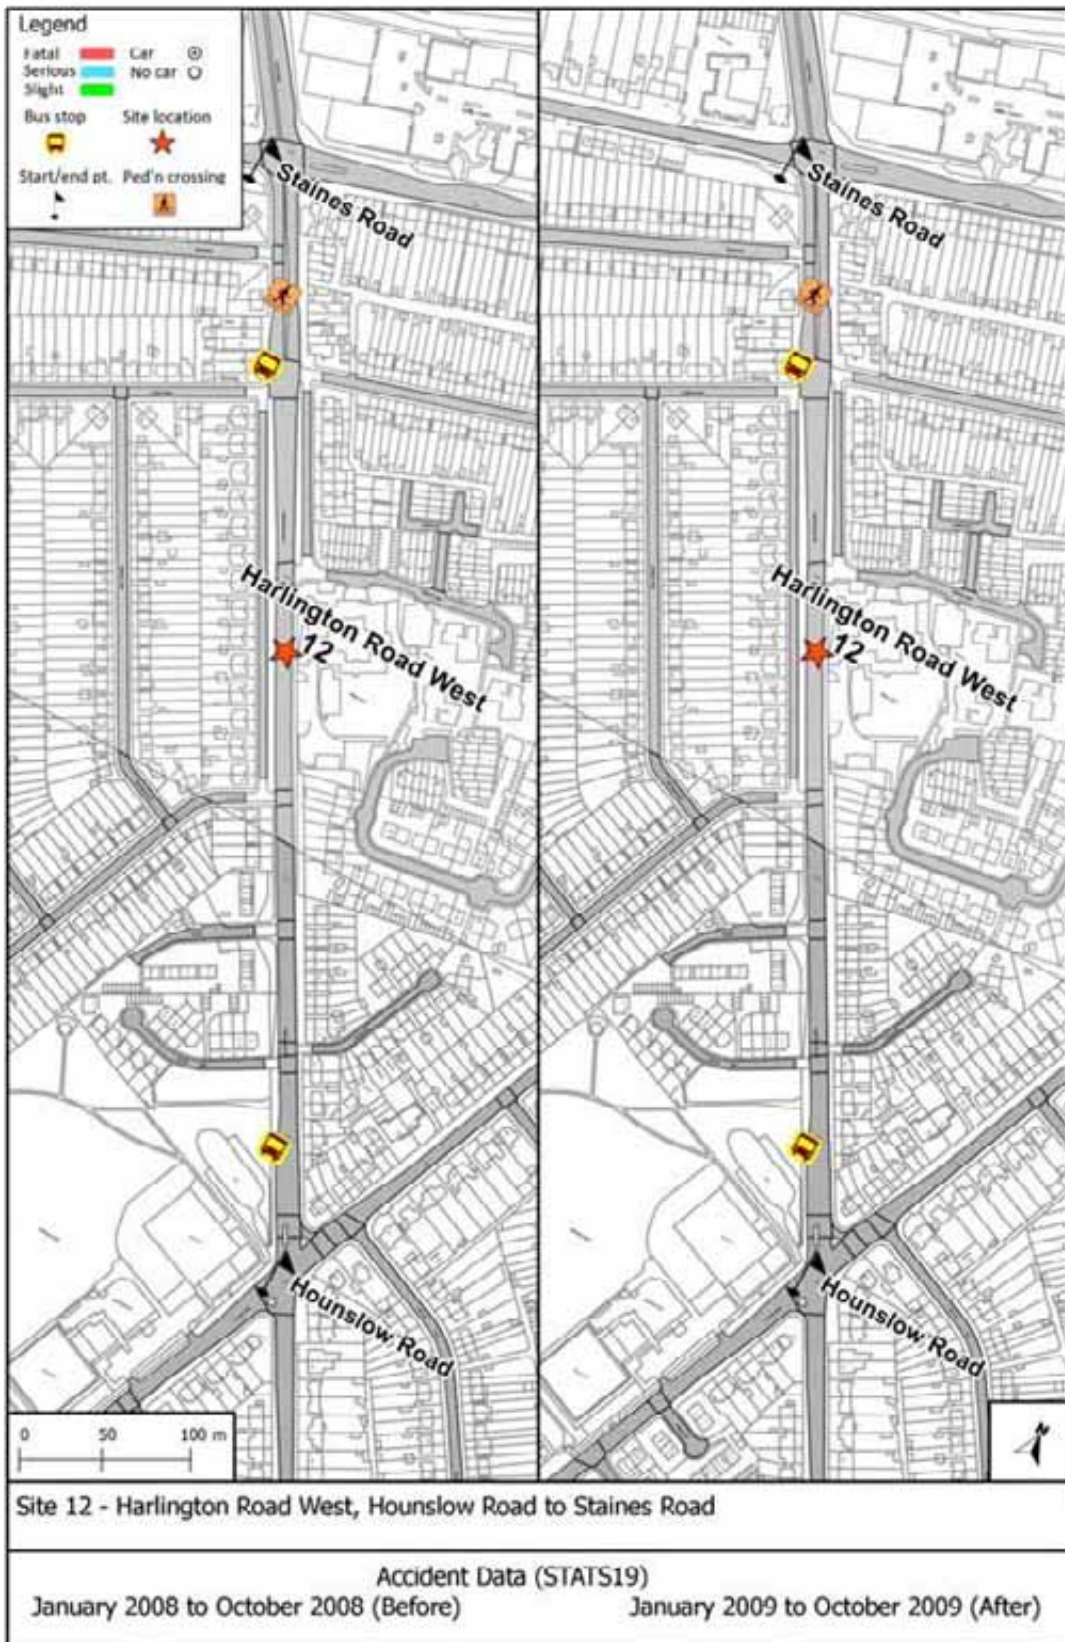 Legend
Fatal Car
Serious No car
Slight
Bus stop Site location
Start/end pt. Ped'n crossing
Staines Road
Staines Road
Harlington Road West
12
Harlington Road West
12
Hounslow Road
Hounslow Road
0 50 100 m
N
Site 12 - Harlington Road West, Hounslow Road to Staines Road
Accident Data (STATS19)
January 2008 to October 2008 (Before) January 2009 to October 2009 (After)